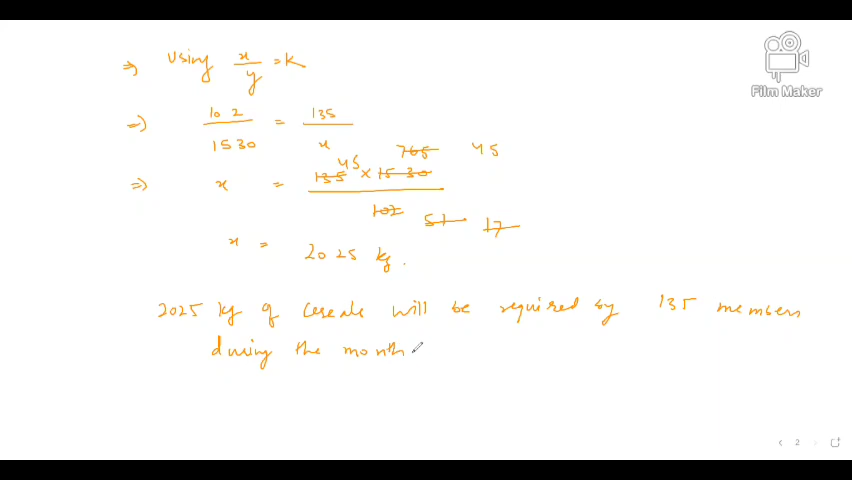 ⇒ Using x/y = k
Film Maker
⇒) 102/1530 = 135/x
765 45
45
⇒) x = 135 × 1530 / 102
51 17
x = 2025 kg.
2025 kg of cereals will be required by 135 members
during the month
2